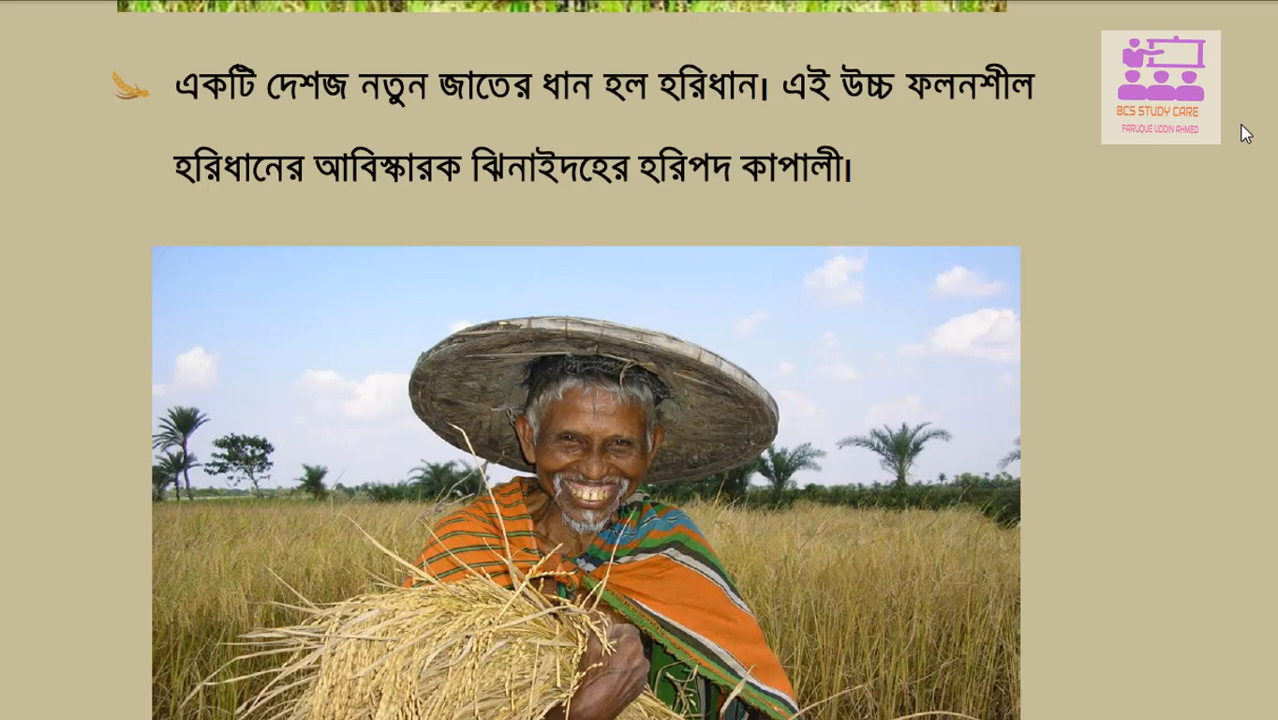 একটি দেশজ নতুন জাতের ধান হল হরিধান। এই উচ্চ ফলনশীল
হরিধানের আবিস্কারক ঝিনাইদহের হরিপদ কাপালী।
BCS STUDY CARE
FARUQUE UDDIN AHMED